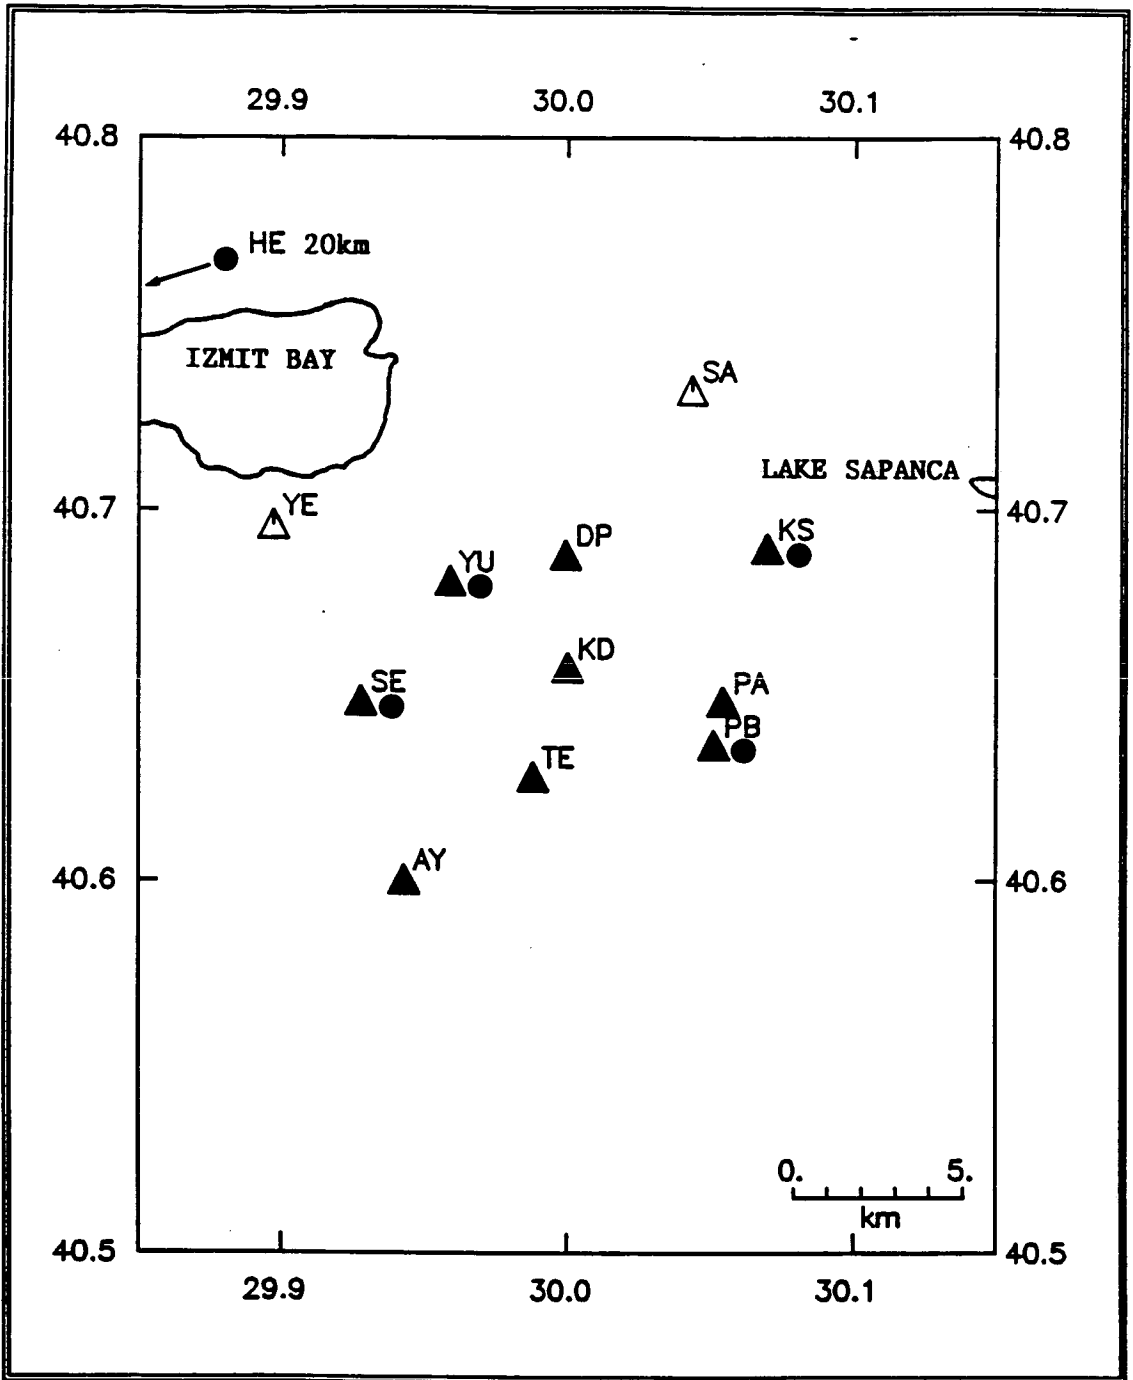 29.9 30.0 30.1
40.8 40.8
HE 20km
IZMIT BAY
SA
LAKE SAPANCA
YE
40.7 40.7
DP
KS
YU
KD
SE
PA
PB
TE
AY
40.6 40.6
0. 5.
km
40.5 40.5
29.9 30.0 30.1